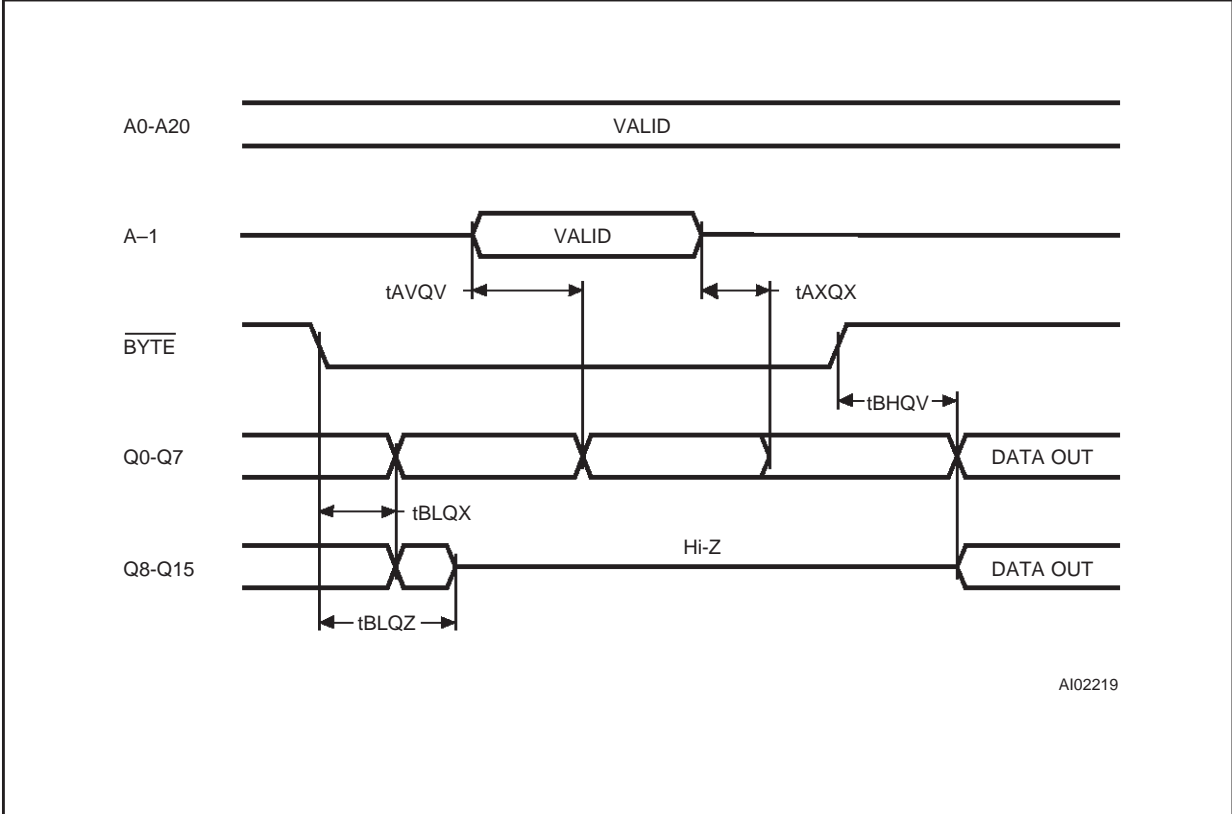 A0-A20 VALID
A–1 VALID
tAVQV tAXQX
BYTE
tBHQV
Q0-Q7 DATA OUT
tBLQX
Hi-Z
Q8-Q15 DATA OUT
tBLQZ
AI02219